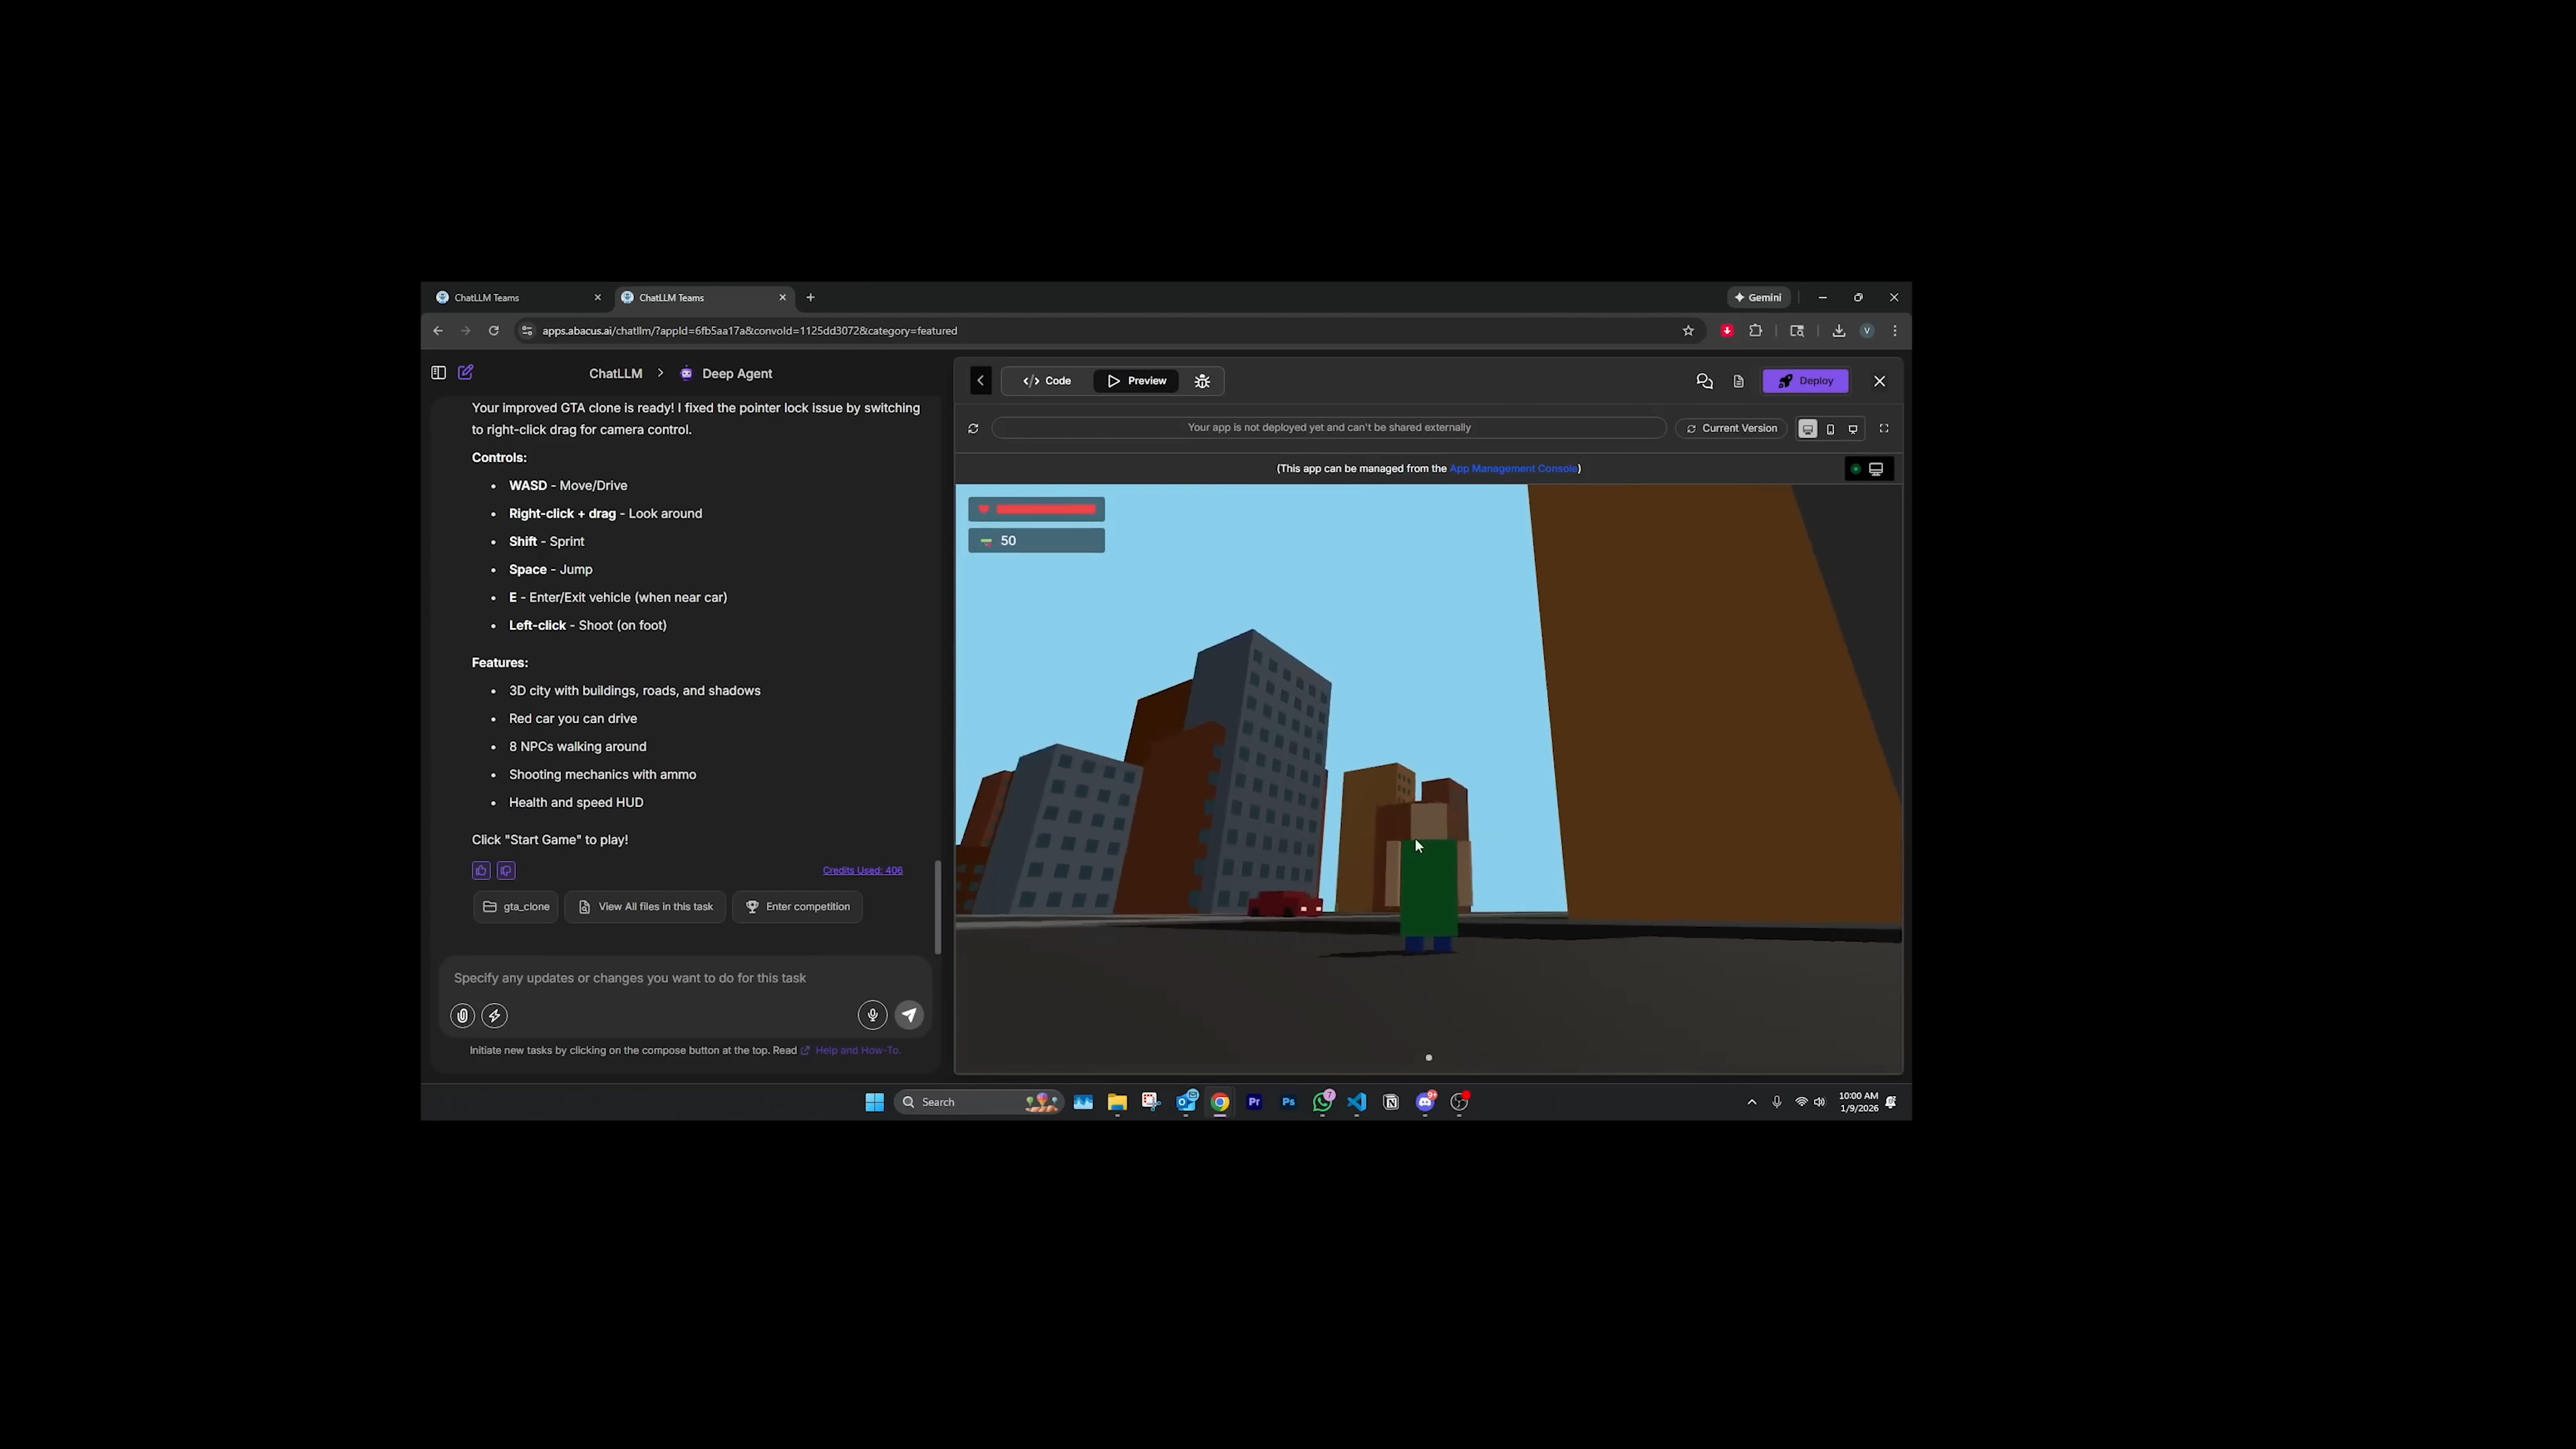 ChatLLM Teams
ChatLLM Teams
Gemini
apps.abacus.ai/chatllm/?appId=6fb5aa17a&convoId=1125dd3072&category=featured
V
ChatLLM > Deep Agent
Your improved GTA clone is ready! I fixed the pointer lock issue by switching
to right-click drag for camera control.
Controls:
• WASD - Move/Drive
• Right-click + drag - Look around
• Shift - Sprint
• Space - Jump
• E - Enter/Exit vehicle (when near car)
• Left-click - Shoot (on foot)
Features:
• 3D city with buildings, roads, and shadows
• Red car you can drive
• 8 NPCs walking around
• Shooting mechanics with ammo
• Health and speed HUD
Click "Start Game" to play!
Credits Used: 406
gta_clone
View All files in this task
Enter competition
Specify any updates or changes you want to do for this task
Initiate new tasks by clicking on the compose button at the top. Read Help and How-To.
</> Code
Preview
Deploy
Your app is not deployed yet and can't be shared externally
Current Version
(This app can be managed from the App Management Console)
50
Search
Pr
Ps
7
9+
10:00 AM
1/9/2026